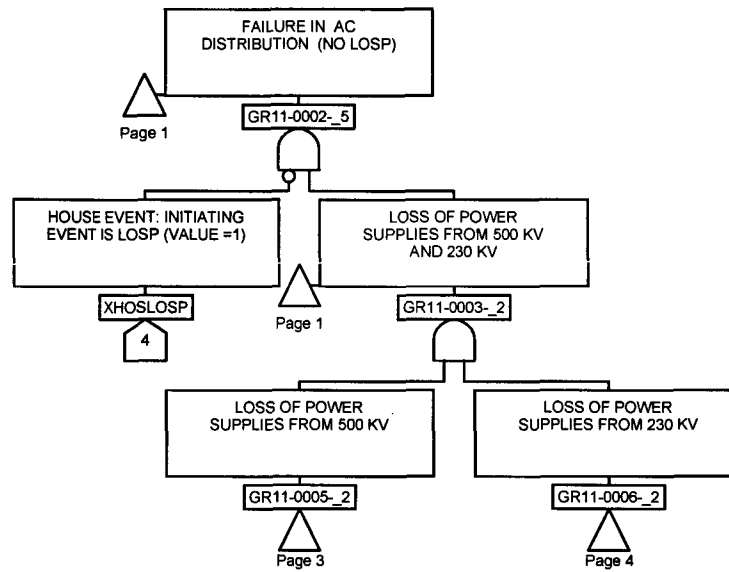 FAILURE IN AC
DISTRIBUTION (NO LOSP)
Page 1
GR11-0002-_5
HOUSE EVENT: INITIATING
EVENT IS LOSP (VALUE =1)
LOSS OF POWER
SUPPLIES FROM 500 KV
AND 230 KV
XHOSLOSP
4
Page 1
GR11-0003-_2
LOSS OF POWER
SUPPLIES FROM 500 KV
LOSS OF POWER
SUPPLIES FROM 230 KV
GR11-0005-_2
GR11-0006-_2
Page 3
Page 4